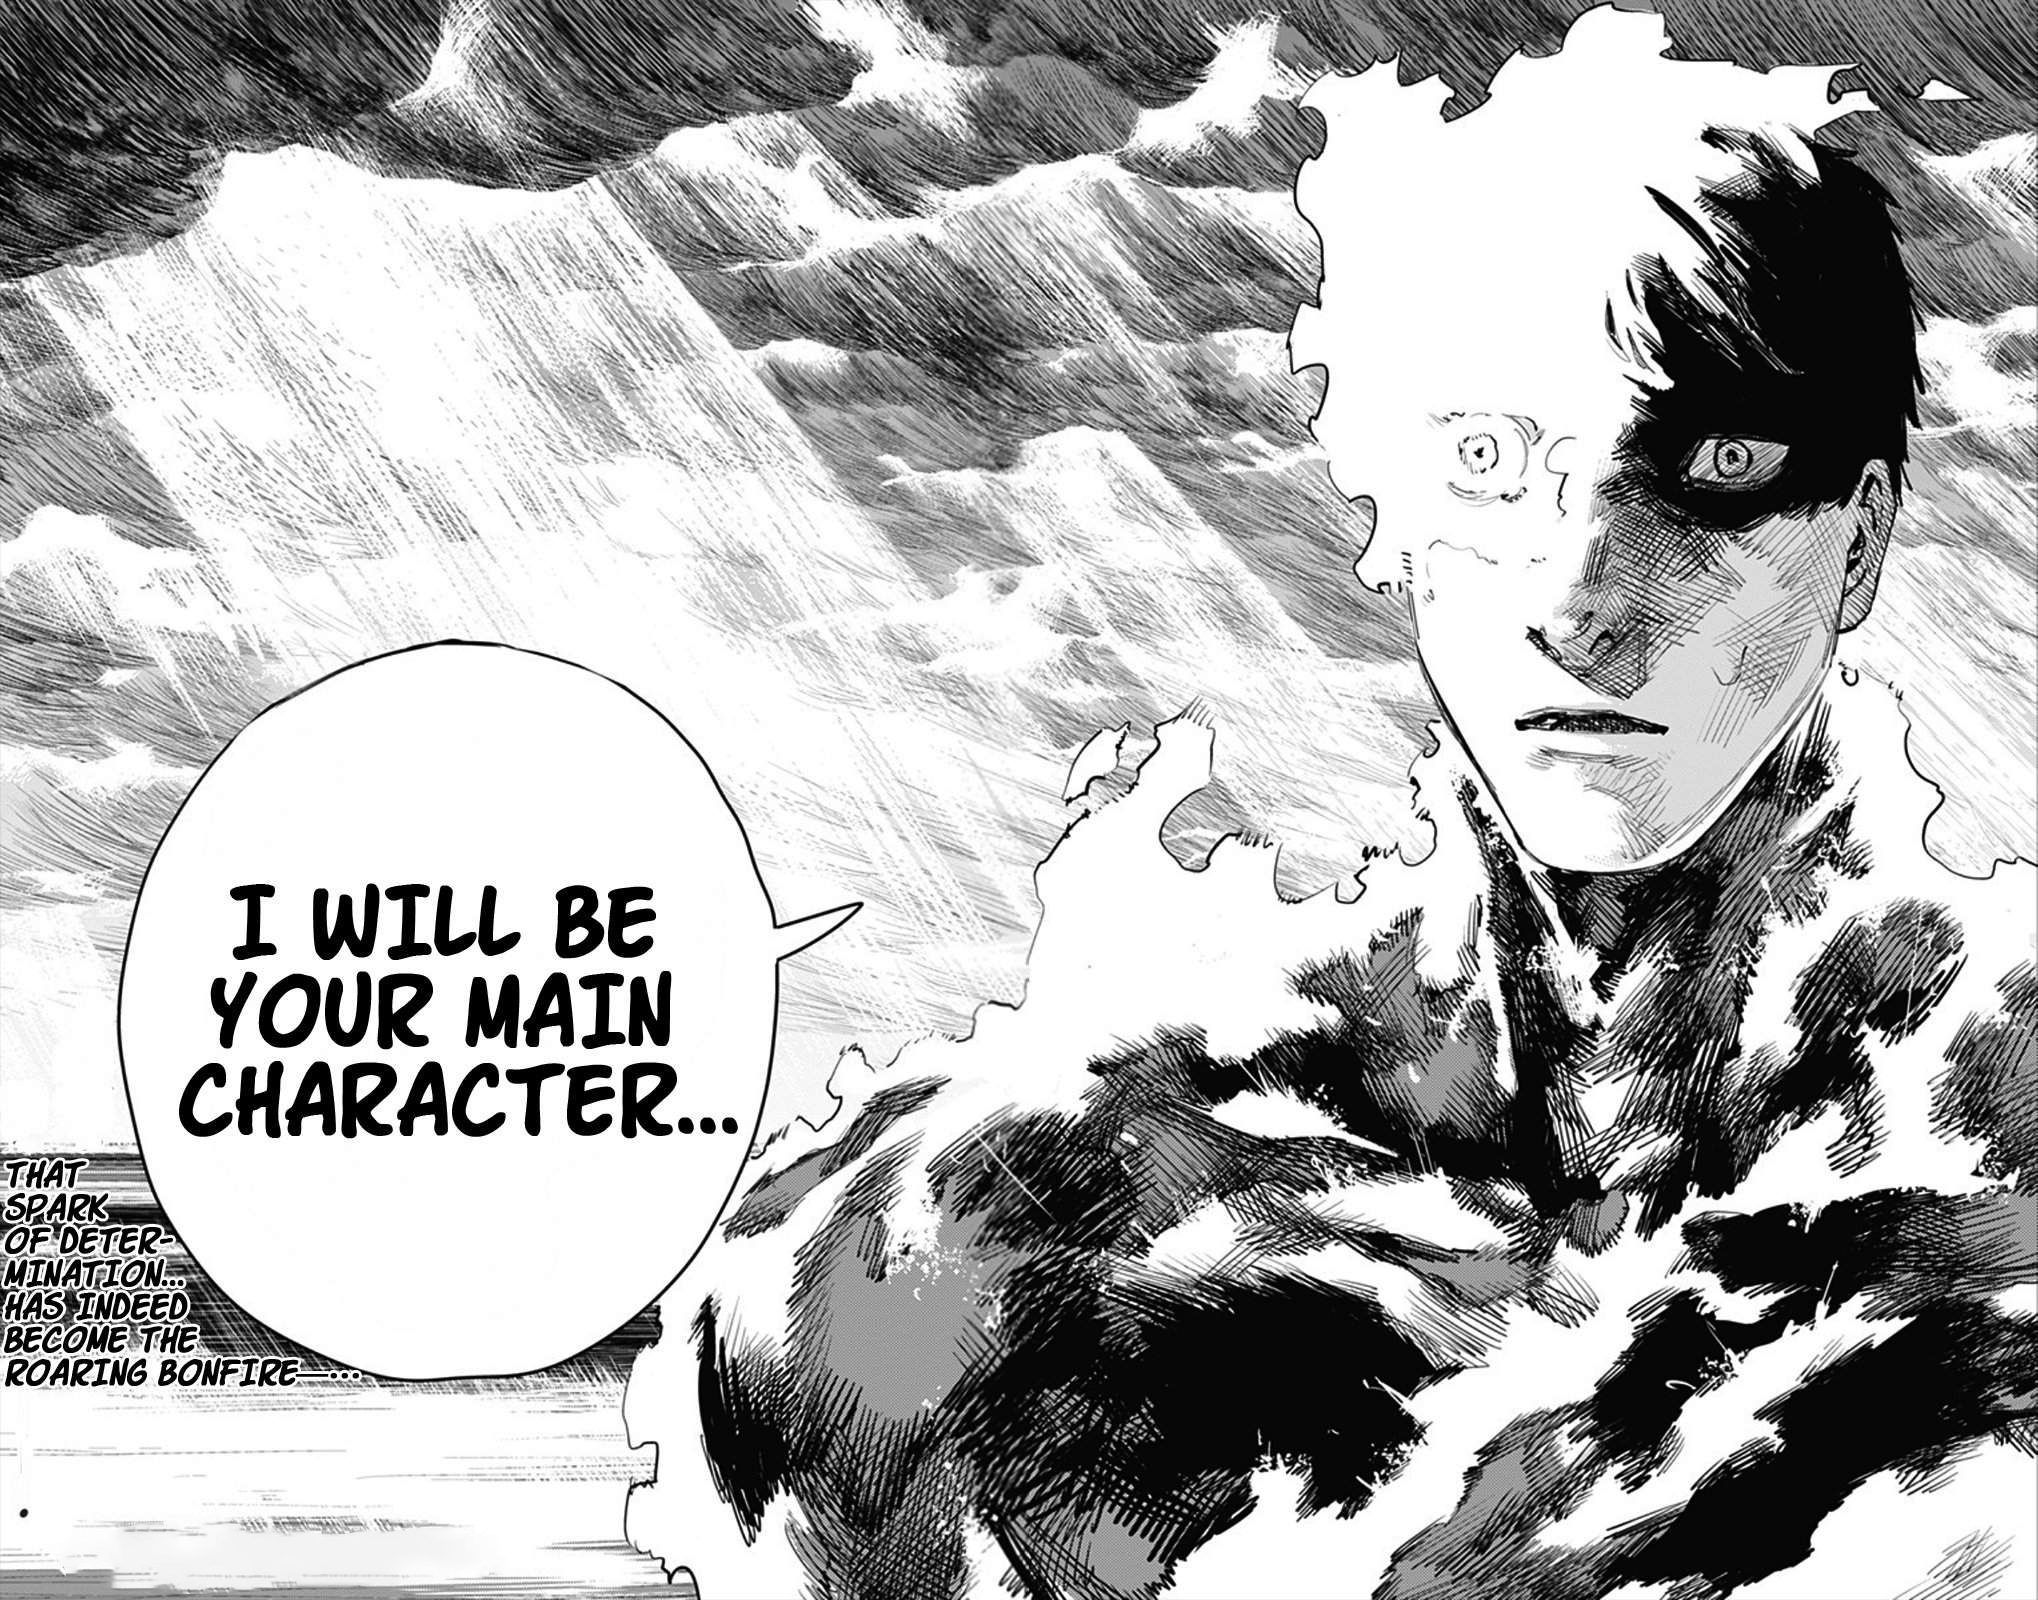 I WILL BE
YOUR MAIN
CHARACTER...
THAT
SPARK
OF DETER-
MINATION...
HAS INDEED
BECOME THE
ROARING BONFIRE—...